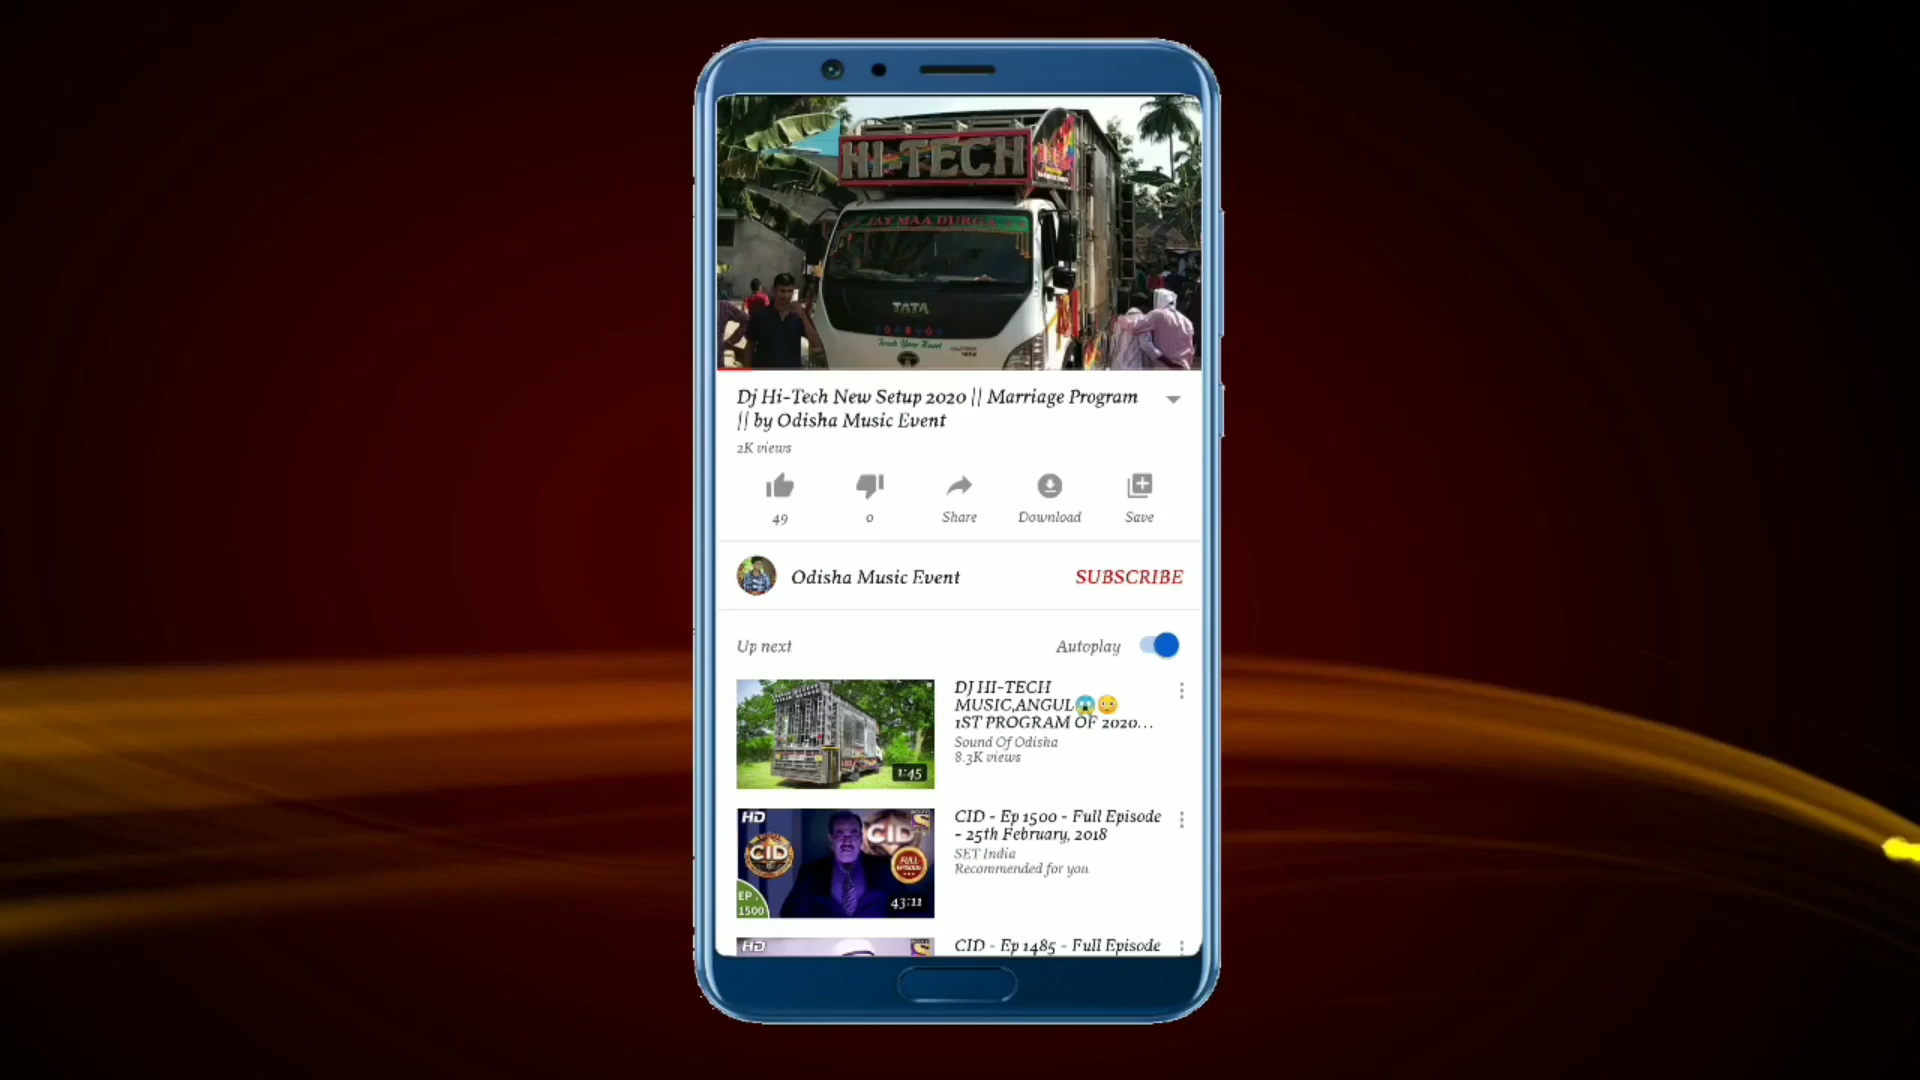 HI-TECH
JAY MAA DURGA
TATA
Dj Hi-Tech New Setup 2020 || Marriage Program
|| by Odisha Music Event
2K views
49
0
Share
Download
Save
Odisha Music Event
SUBSCRIBE
Up next
Autoplay
DJ HI-TECH
MUSIC,ANGUL😱😳
1ST PROGRAM OF 2020...
Sound Of Odisha
8.3K views
1:45
HD
CID
CID
FULL
EPISODE
EP.
1500
43:11
CID - Ep 1500 - Full Episode
- 25th February, 2018
SET India
Recommended for you
HD
CID - Ep 1485 - Full Episode